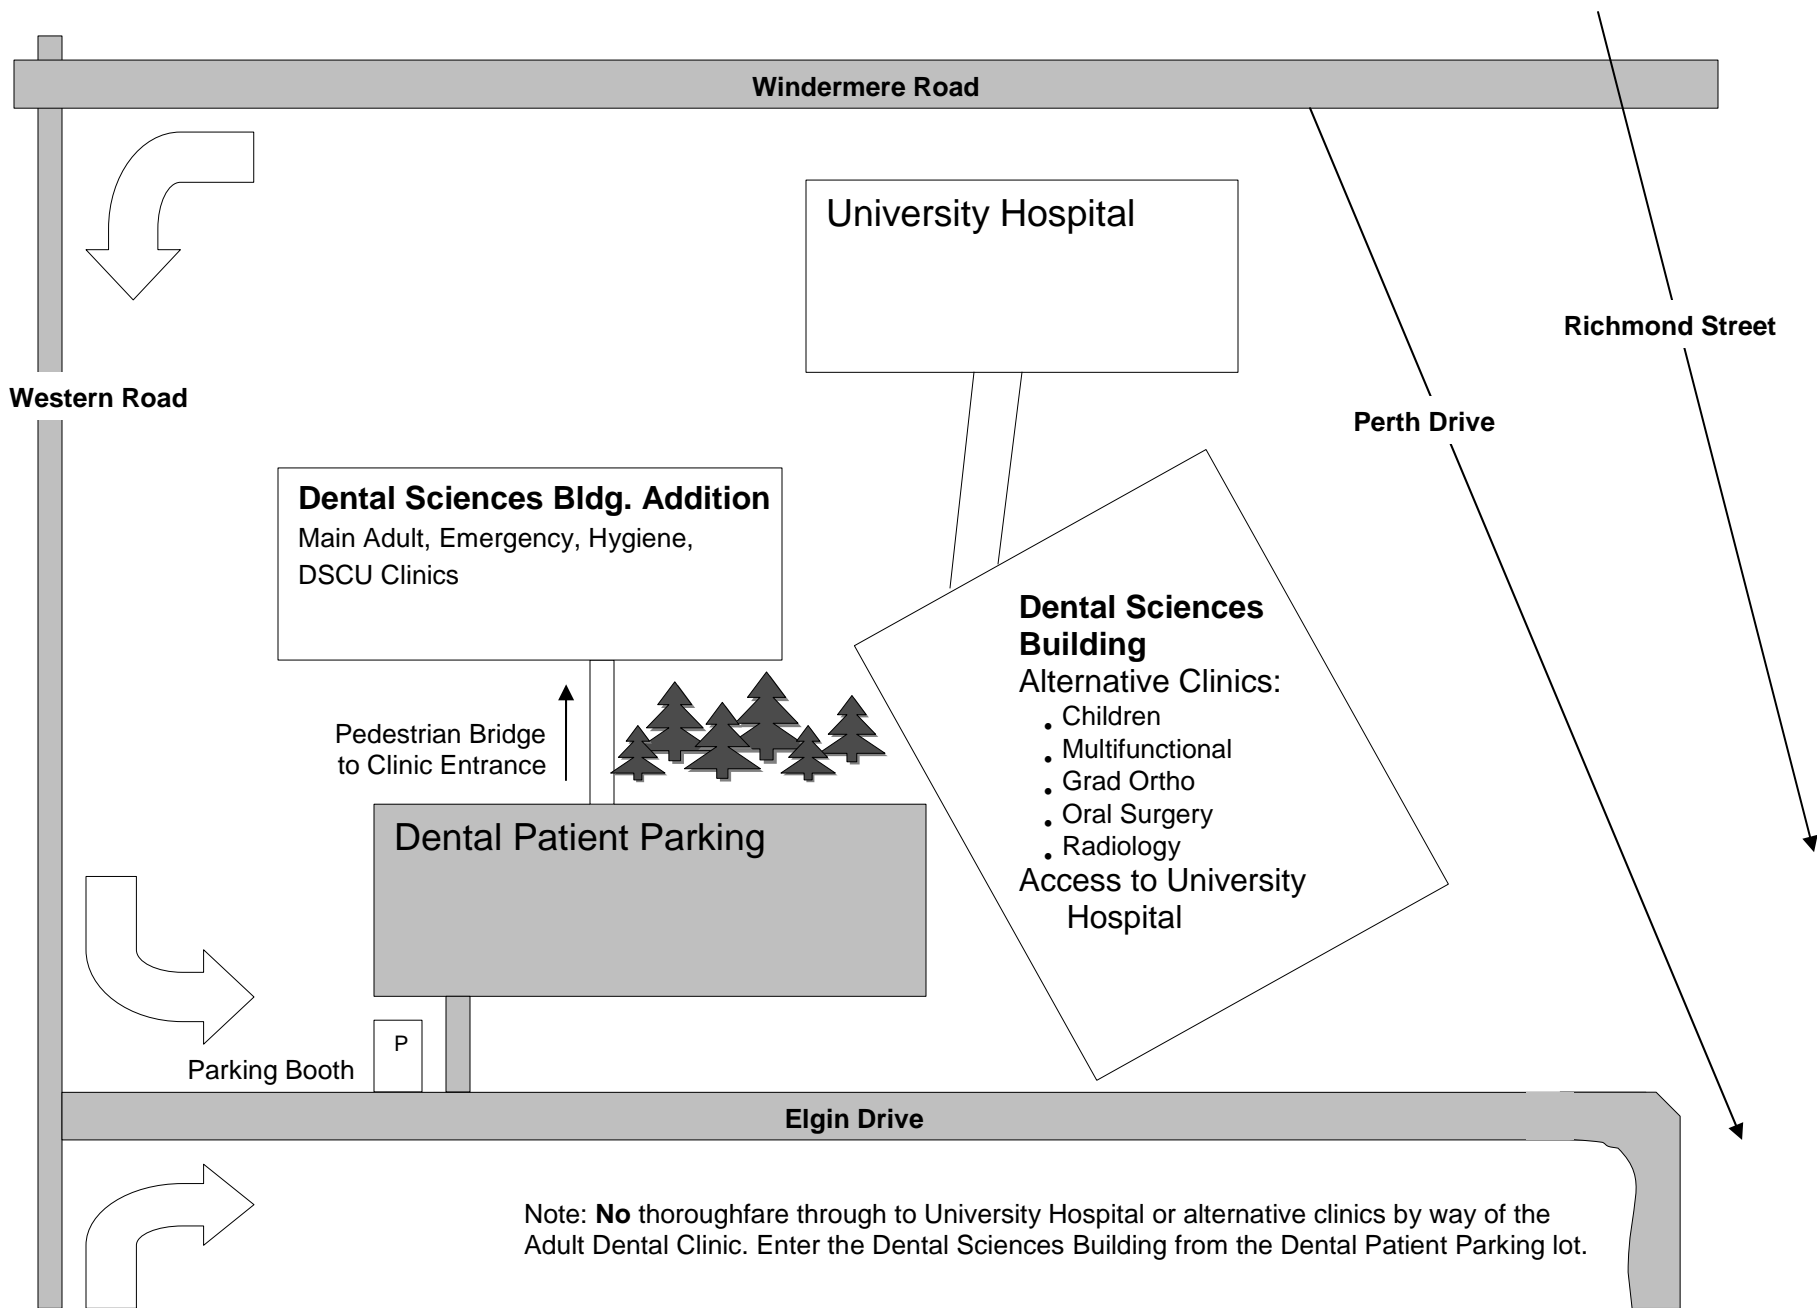 Windermere Road
University Hospital
Richmond Street
Western Road
Perth Drive
Dental Sciences Bldg. Addition
Main Adult, Emergency, Hygiene,
DSCU Clinics
Dental Sciences
Building
Alternative Clinics:
• Children
• Multifunctional
• Grad Ortho
• Oral Surgery
• Radiology
Access to University
Hospital
Pedestrian Bridge
to Clinic Entrance
Dental Patient Parking
P
Parking Booth
Elgin Drive
Note: No thoroughfare through to University Hospital or alternative clinics by way of the
Adult Dental Clinic. Enter the Dental Sciences Building from the Dental Patient Parking lot.